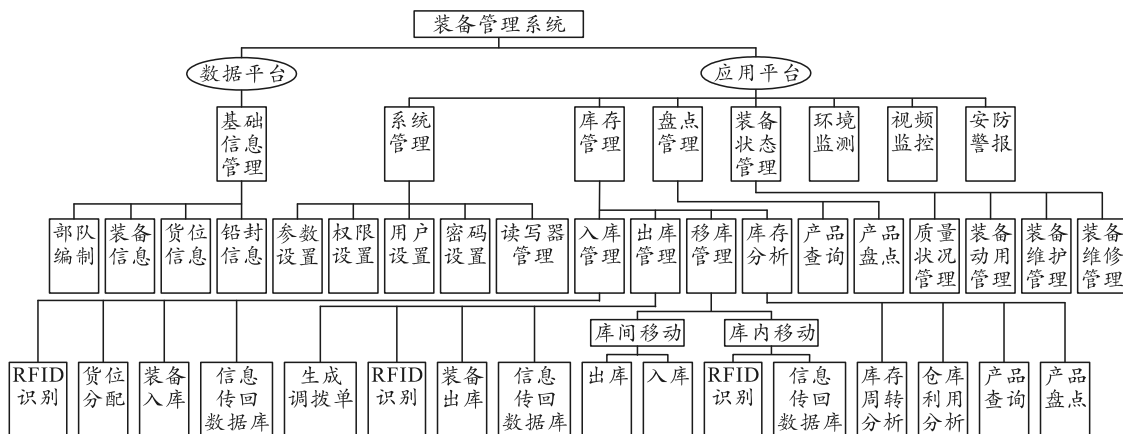 装备管理系统
数据平台
应用平台
基础
信息
管理
系统
管理
库存
管理
盘点
管理
装备
状态
管理
环境
监测
视频
监控
安防
警报
部队
编制
装备
信息
货位
信息
铅封
信息
参数
设置
权限
设置
用户
设置
密码
设置
读写器
管理
入库
管理
出库
管理
移库
管理
库存
分析
产品
查询
产品
盘点
质量
状况
管理
装备
动用
管理
装备
维护
管理
装备
维修
管理
库间移动
库内移动
RFID
识别
货位
分配
装备
入库
信息
传回
数据库
生成
调拨单
RFID
识别
装备
出库
信息
传回
数据库
出库
入库
RFID
识别
信息
传回
数据库
库存
周转
分析
仓库
利用
分析
产品
查询
产品
盘点